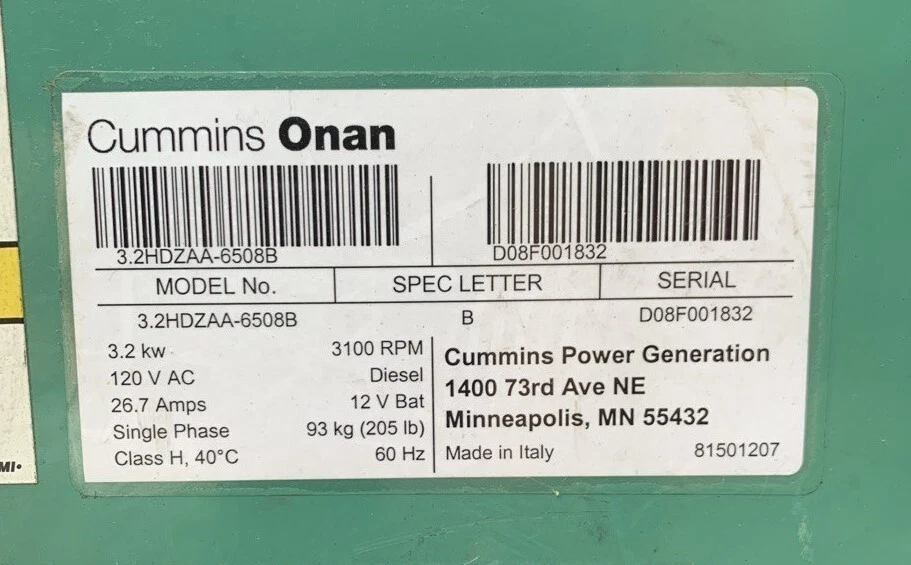 Cummins Onan
3.2HDZAA-6508B
D08F001832
MODEL No. SPEC LETTER SERIAL
3.2HDZAA-6508B B D08F001832
3.2 kw 3100 RPM
120 V AC Diesel
26.7 Amps 12 V Bat
Single Phase 93 kg (205 lb)
Class H, 40°C 60 Hz
Cummins Power Generation
1400 73rd Ave NE
Minneapolis, MN 55432
Made in Italy 81501207
MI•